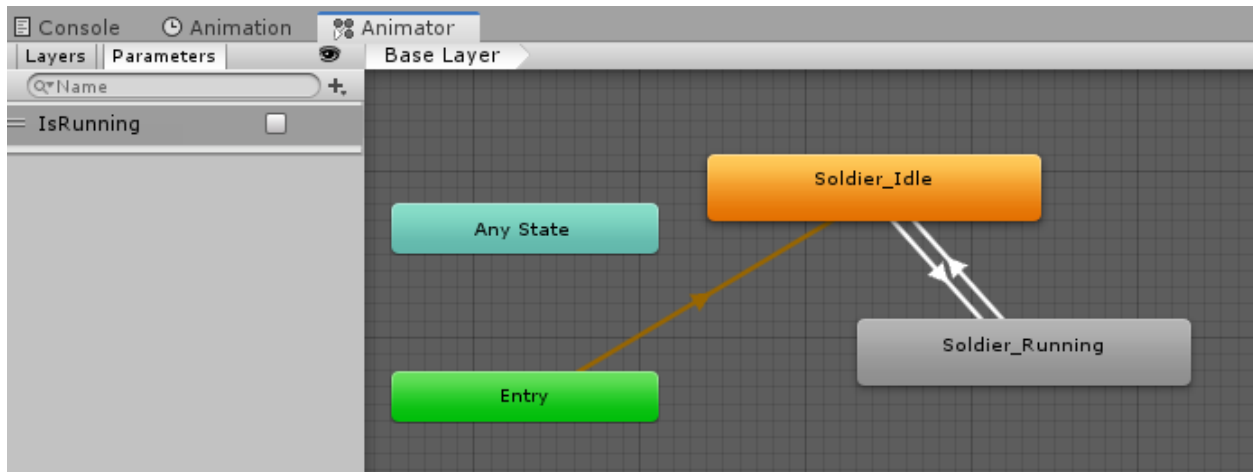 Console Animation Animator
Layers Parameters Base Layer
Name
IsRunning
Soldier_Idle
Any State
Soldier_Running
Entry